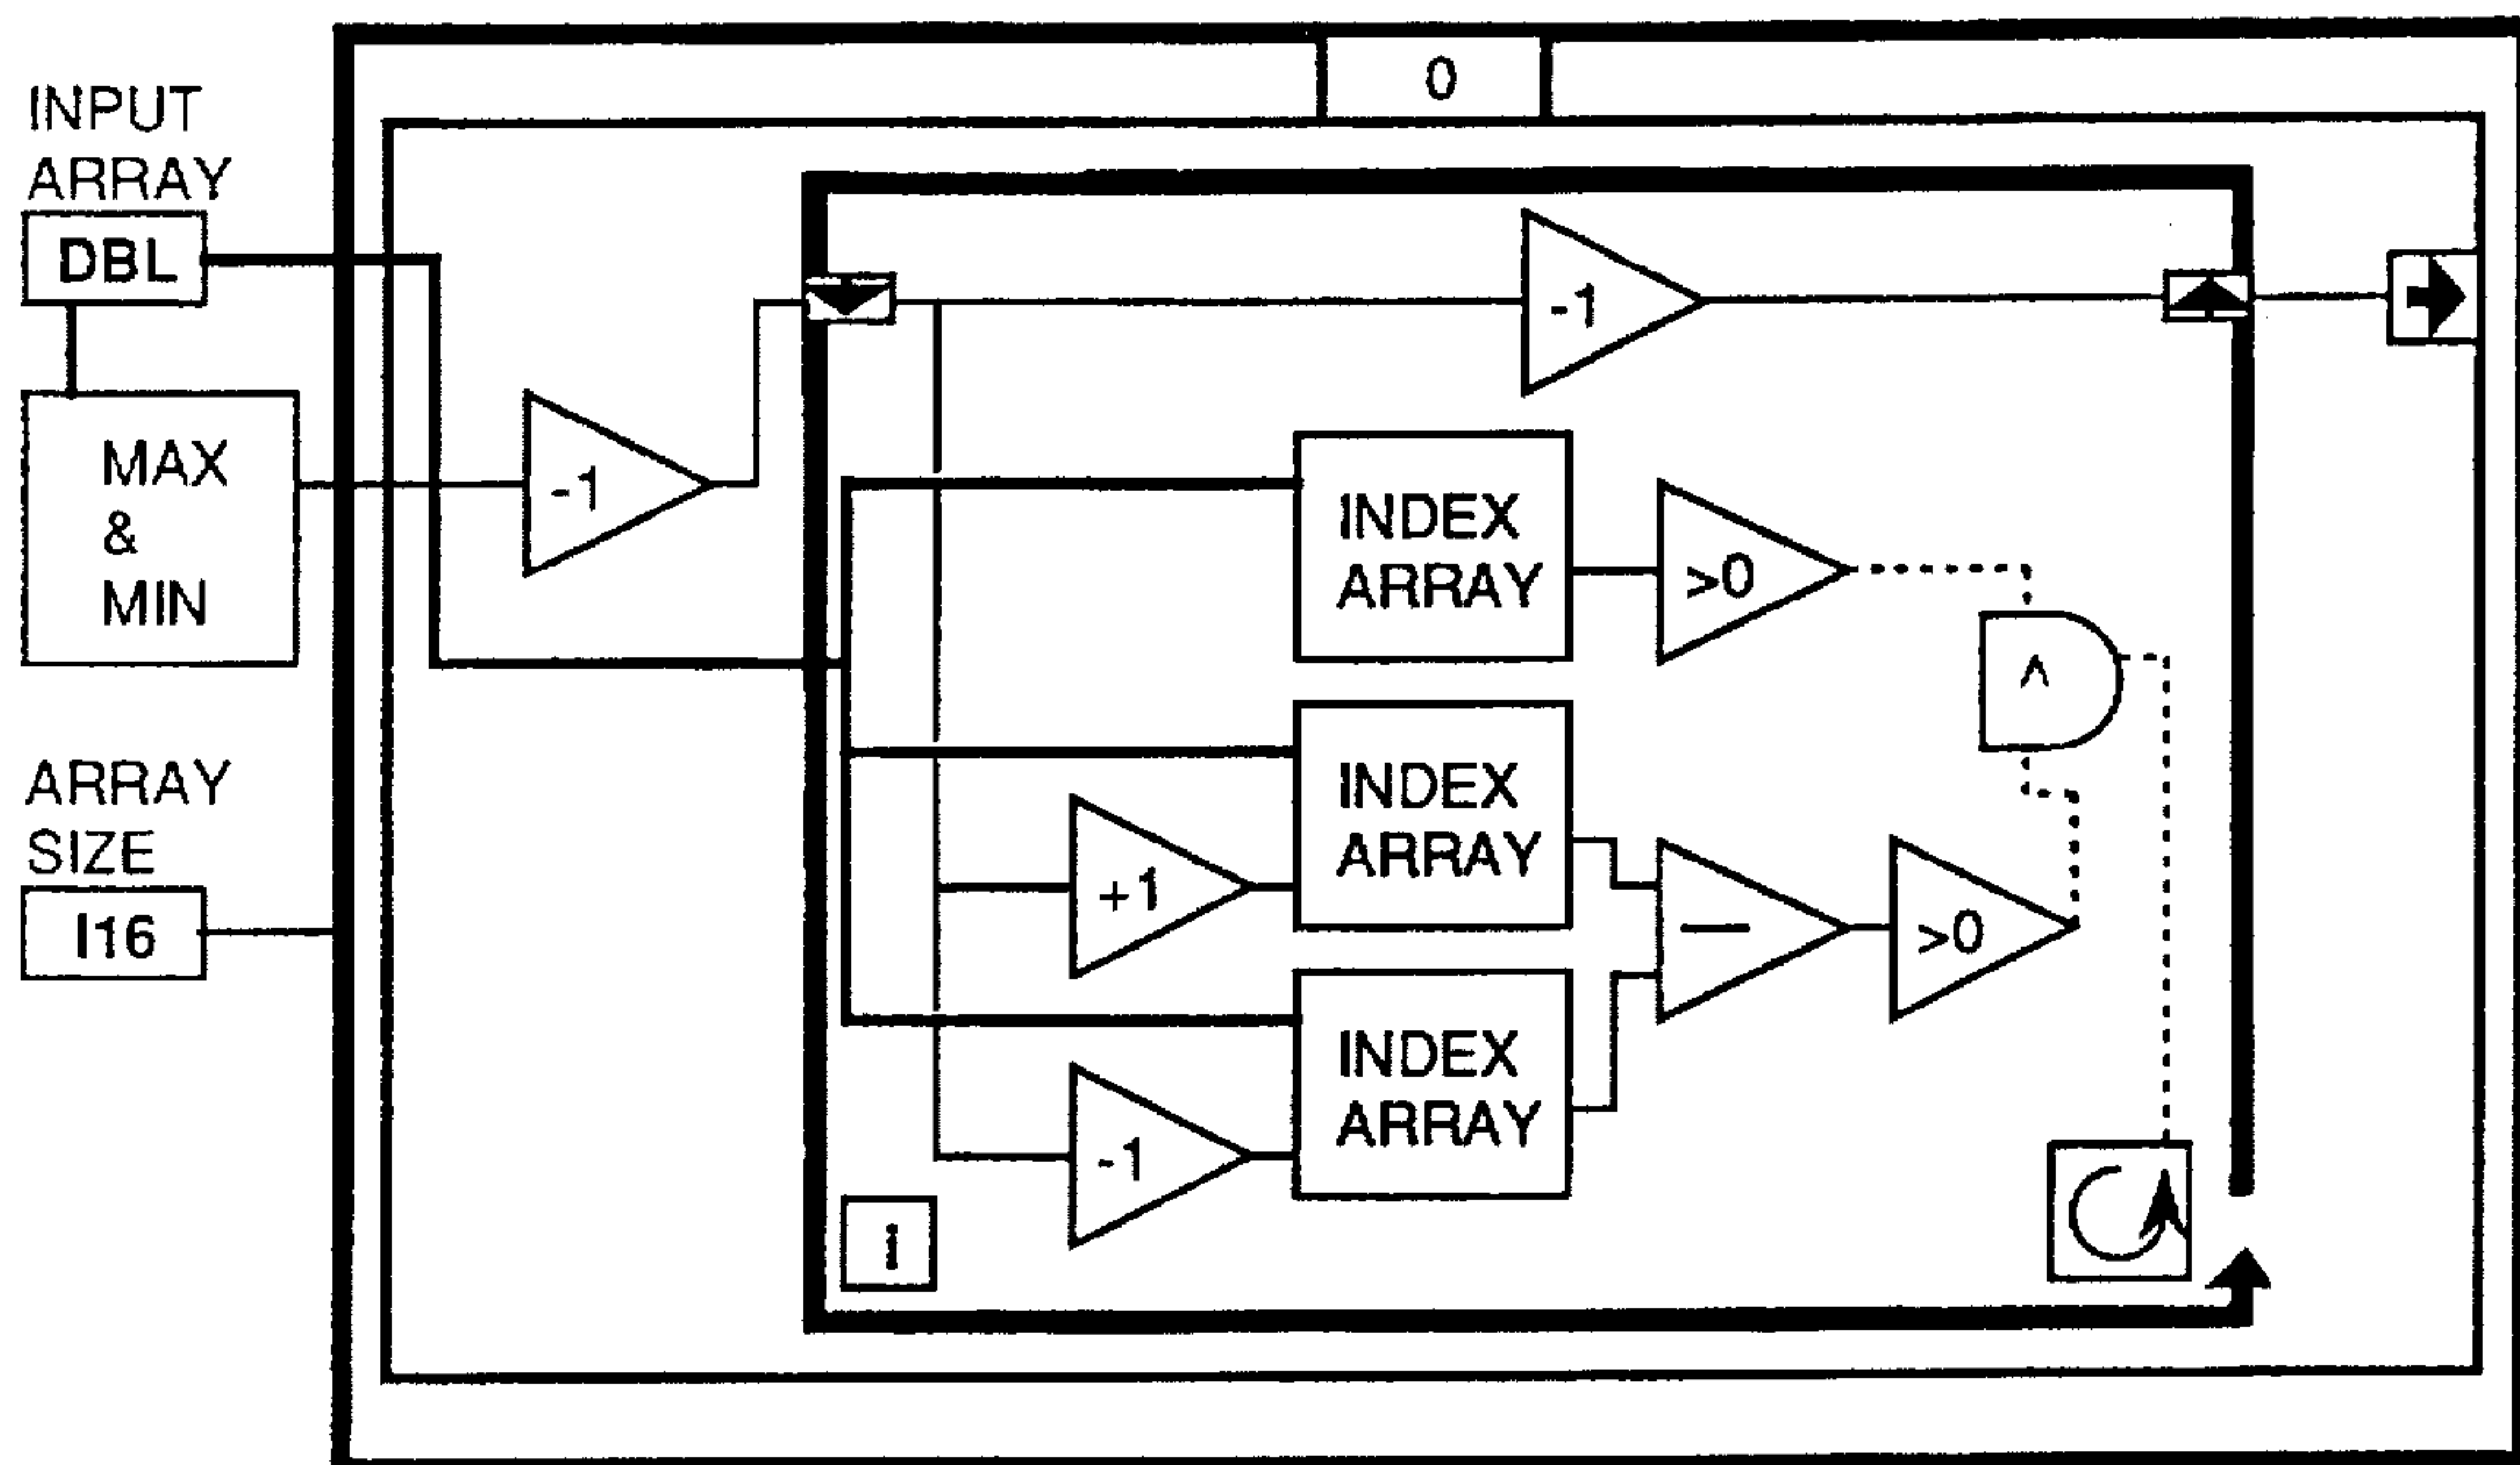 0
INPUT
ARRAY
DBL
-1
MAX
&
MIN
-1
INDEX
ARRAY
>0
^
ARRAY
SIZE
I16
INDEX
ARRAY
+1
—
>0
INDEX
ARRAY
-1
i